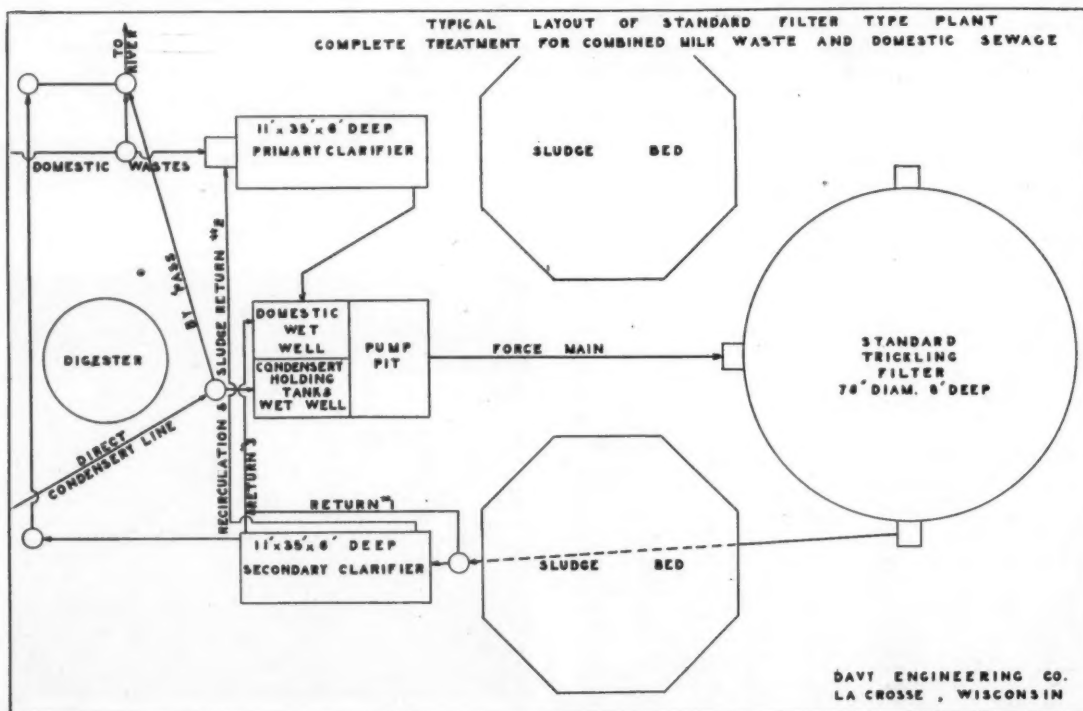 TYPICAL LAYOUT OF STANDARD FILTER TYPE PLANT
COMPLETE TREATMENT FOR COMBINED MILK WASTE AND DOMESTIC SEWAGE
TO
RIVER
11' x 35' x 6' DEEP
PRIMARY CLARIFIER
DOMESTIC WASTES
SLUDGE BED
BY PASS
RECIRCULATION & SLUDGE RETURN #2
DOMESTIC
WET
WELL
PUMP
PIT
CONDENSERY
HOLDING
TANK &
WET WELL
FORCE MAIN
STANDARD
TRICKLING
FILTER
DIAM. 8' DEEP
DIGESTER
DIRECT
CONDENSERY LINE
RETURN #3
RETURN #1
11' x 35' x 6' DEEP
SECONDARY CLARIFIER
SLUDGE BED
DAVY ENGINEERING CO.
LA CROSSE, WISCONSIN